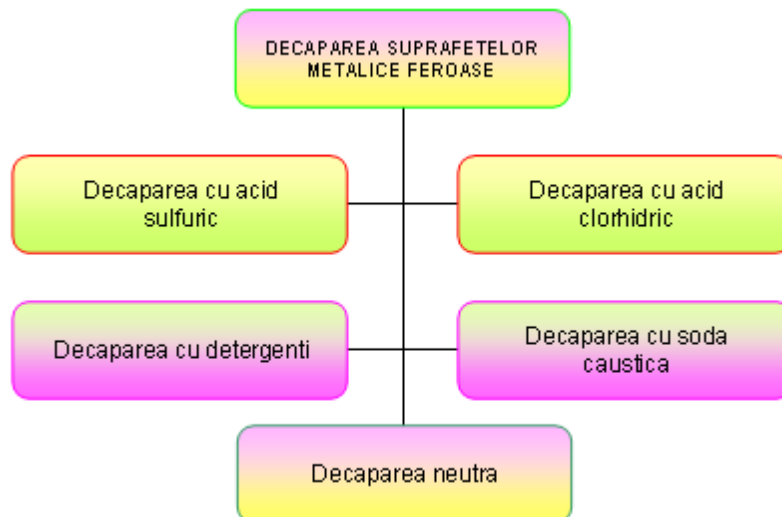 DECAPAREA SUPRAFETELOR
METALICE FEROASE
Decaparea cu acid
sulfuric
Decaparea cu acid
clorhidric
Decaparea cu detergenti
Decaparea cu soda
caustica
Decaparea neutra